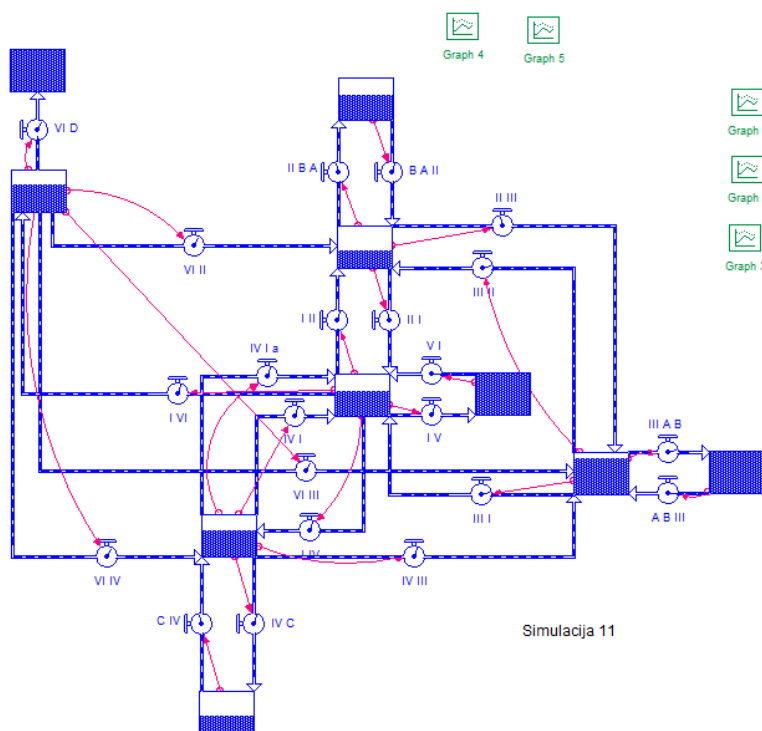 Graph 4
Graph 5
Graph
VI D
II B A
B A II
Graph
II III
VI II
III II
Graph 3
I II
II I
IV I a
V I
I VI
IV I
I V
III A B
VI III
III I
A B III
I IV
VI IV
IV III
C IV
IV C
Simulacija 11